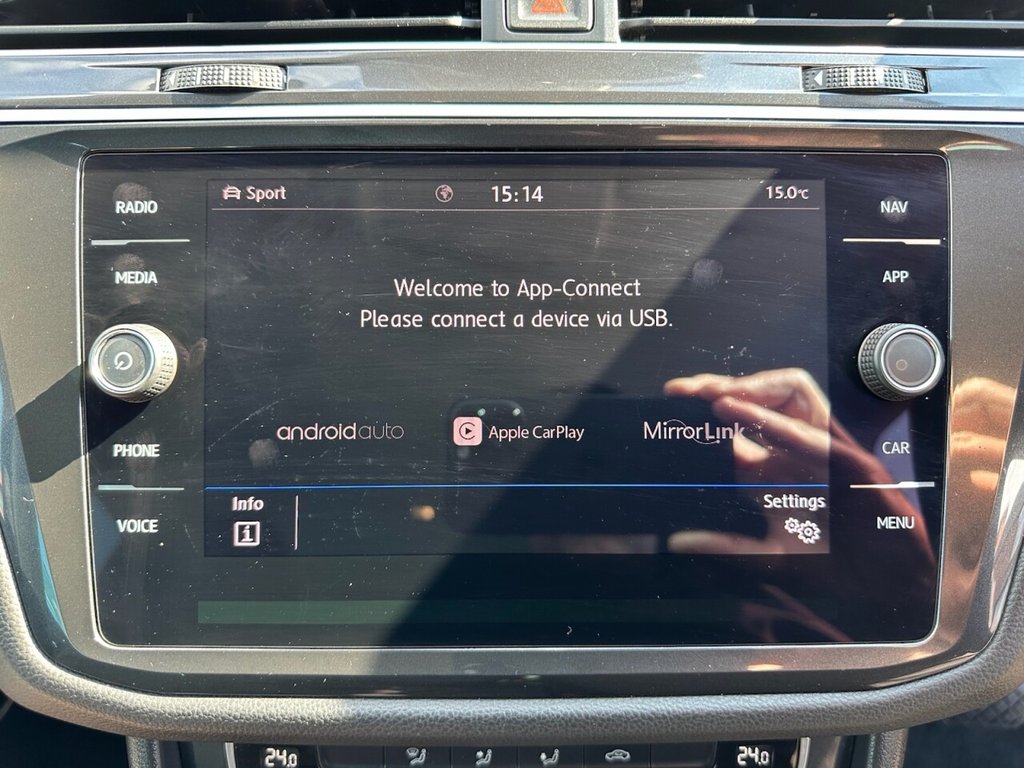 RADIO
MEDIA
PHONE
VOICE
Sport
15:14
15.0°C
Welcome to App-Connect
Please connect a device via USB.
androidauto
Apple CarPlay
MirrorLink
Info
i
Settings
NAV
APP
CAR
MENU
24.0
24.0